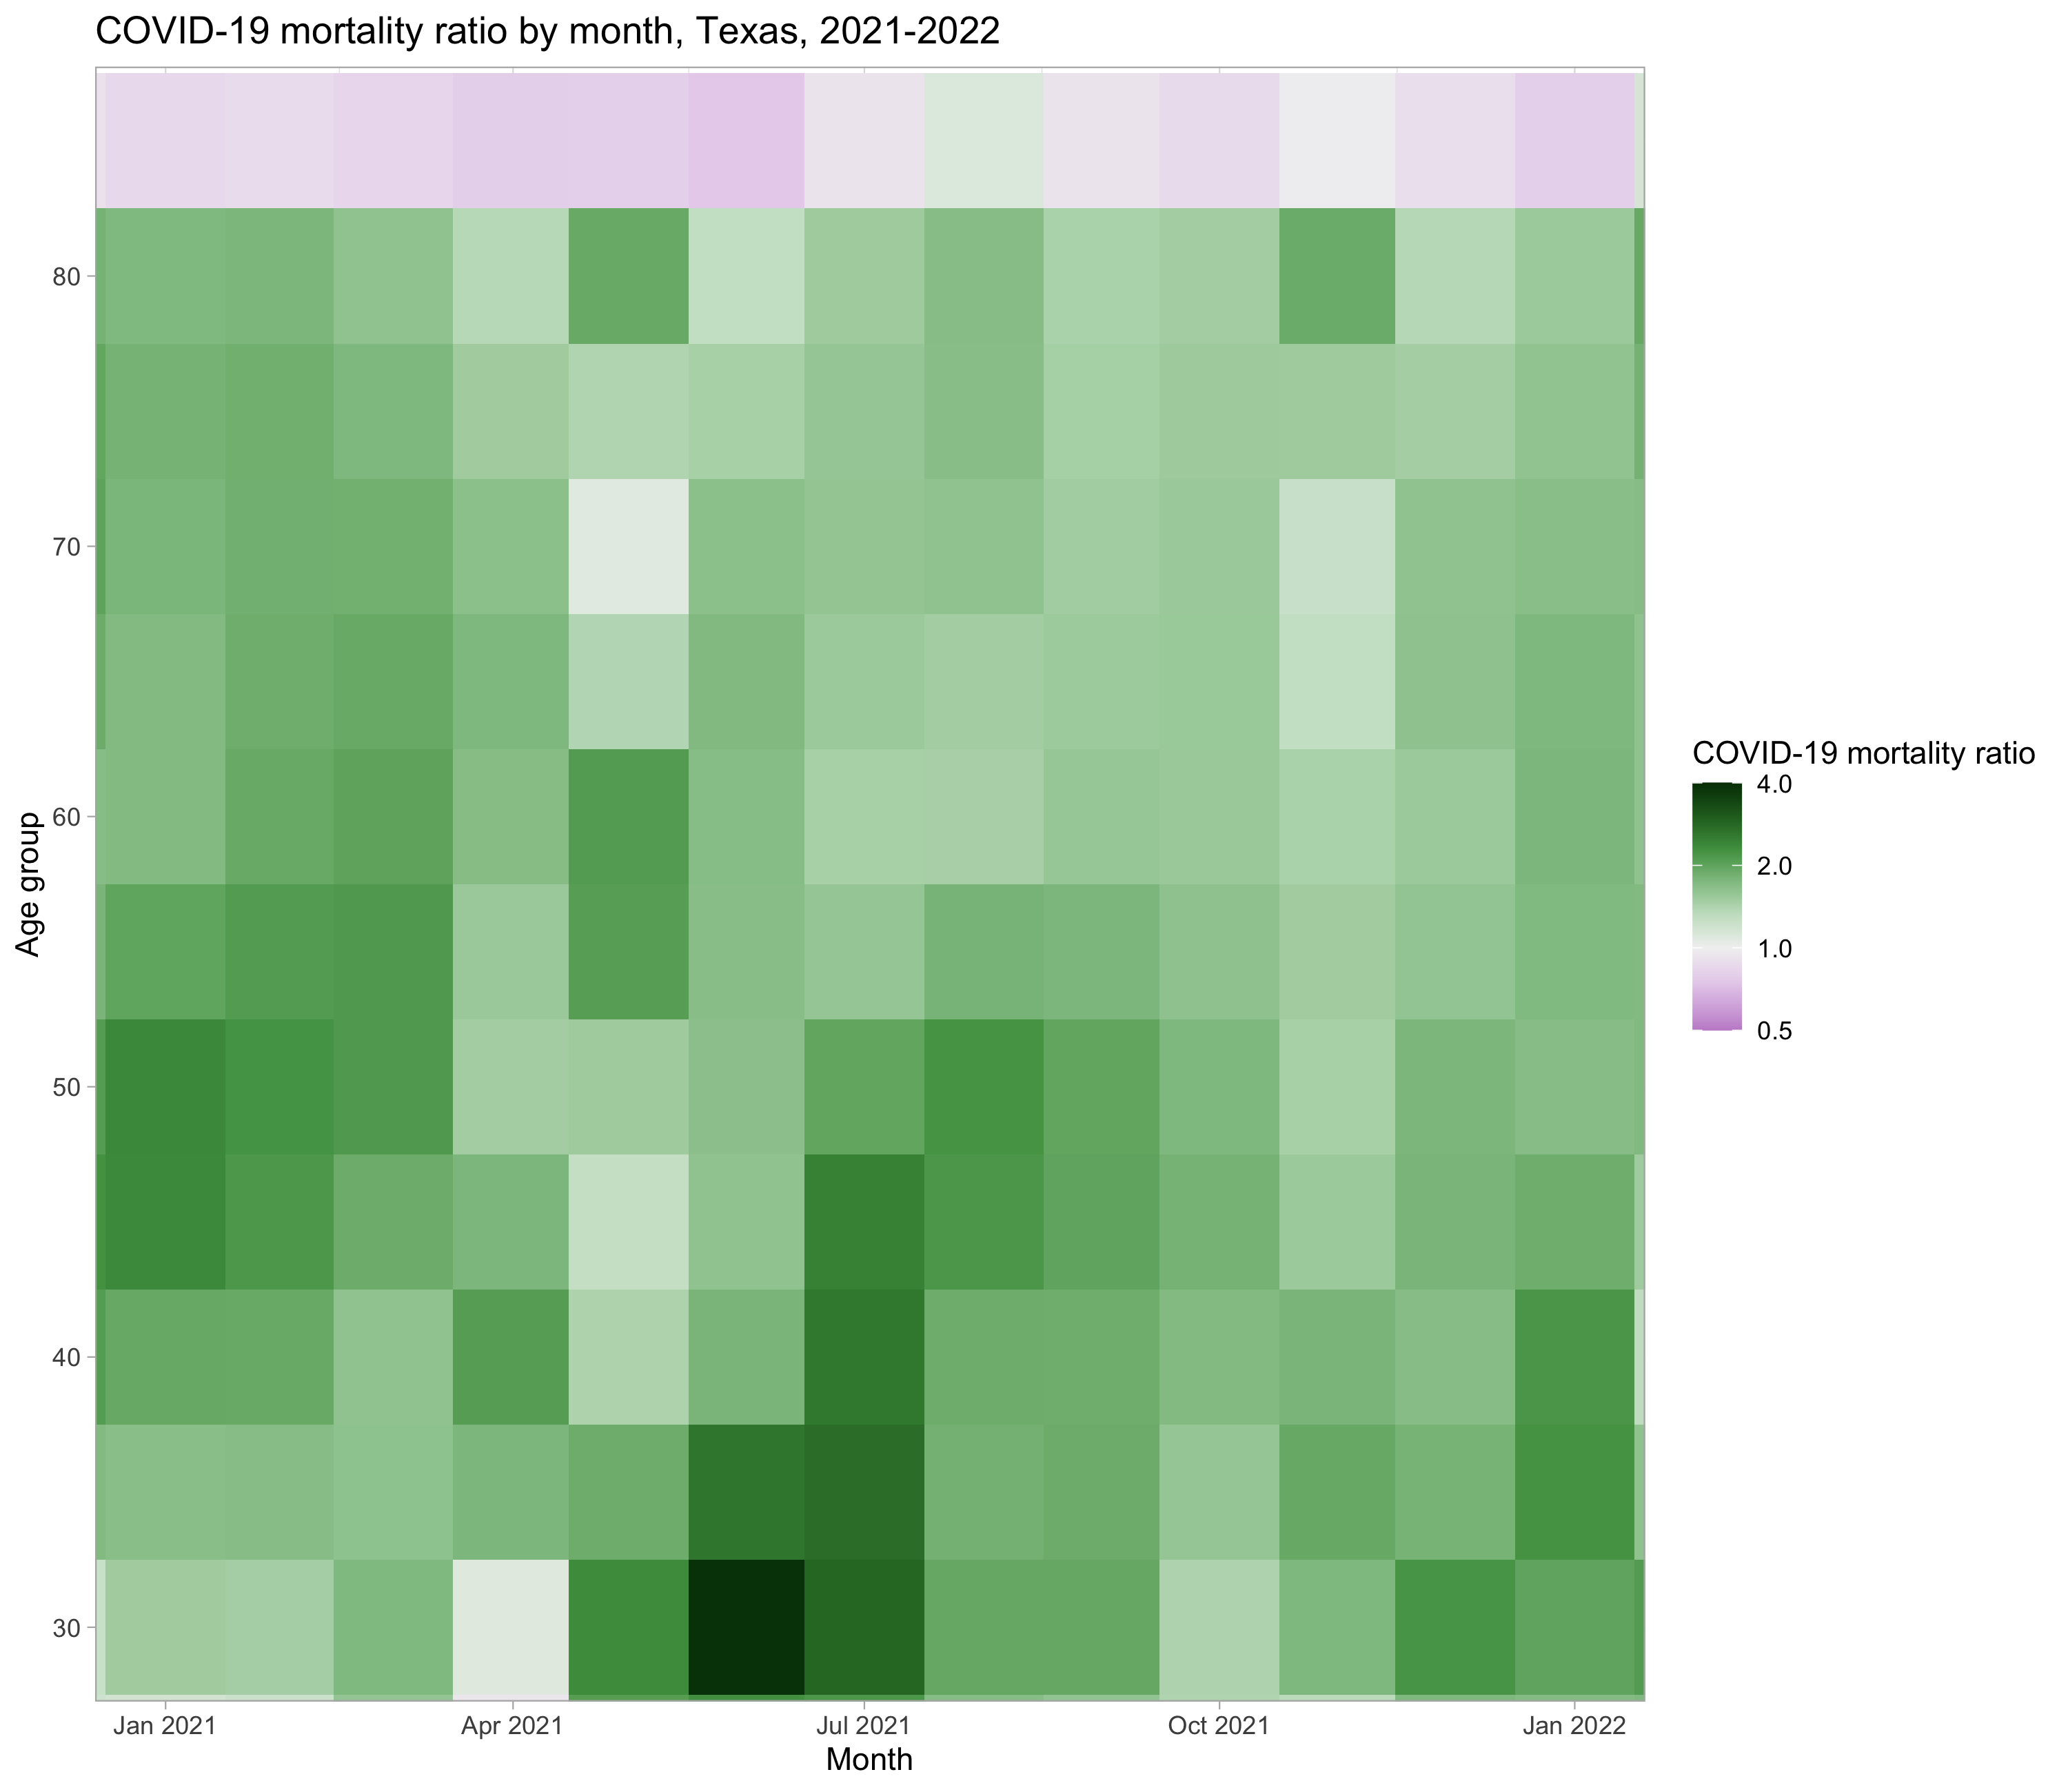 COVID-19 mortality ratio by month, Texas, 2021-2022
80
70
60
50
40
30
Age group
Jan 2021
Apr 2021
Jul 2021
Oct 2021
Jan 2022
Month
COVID-19 mortality ratio
4.0
2.0
1.0
0.5